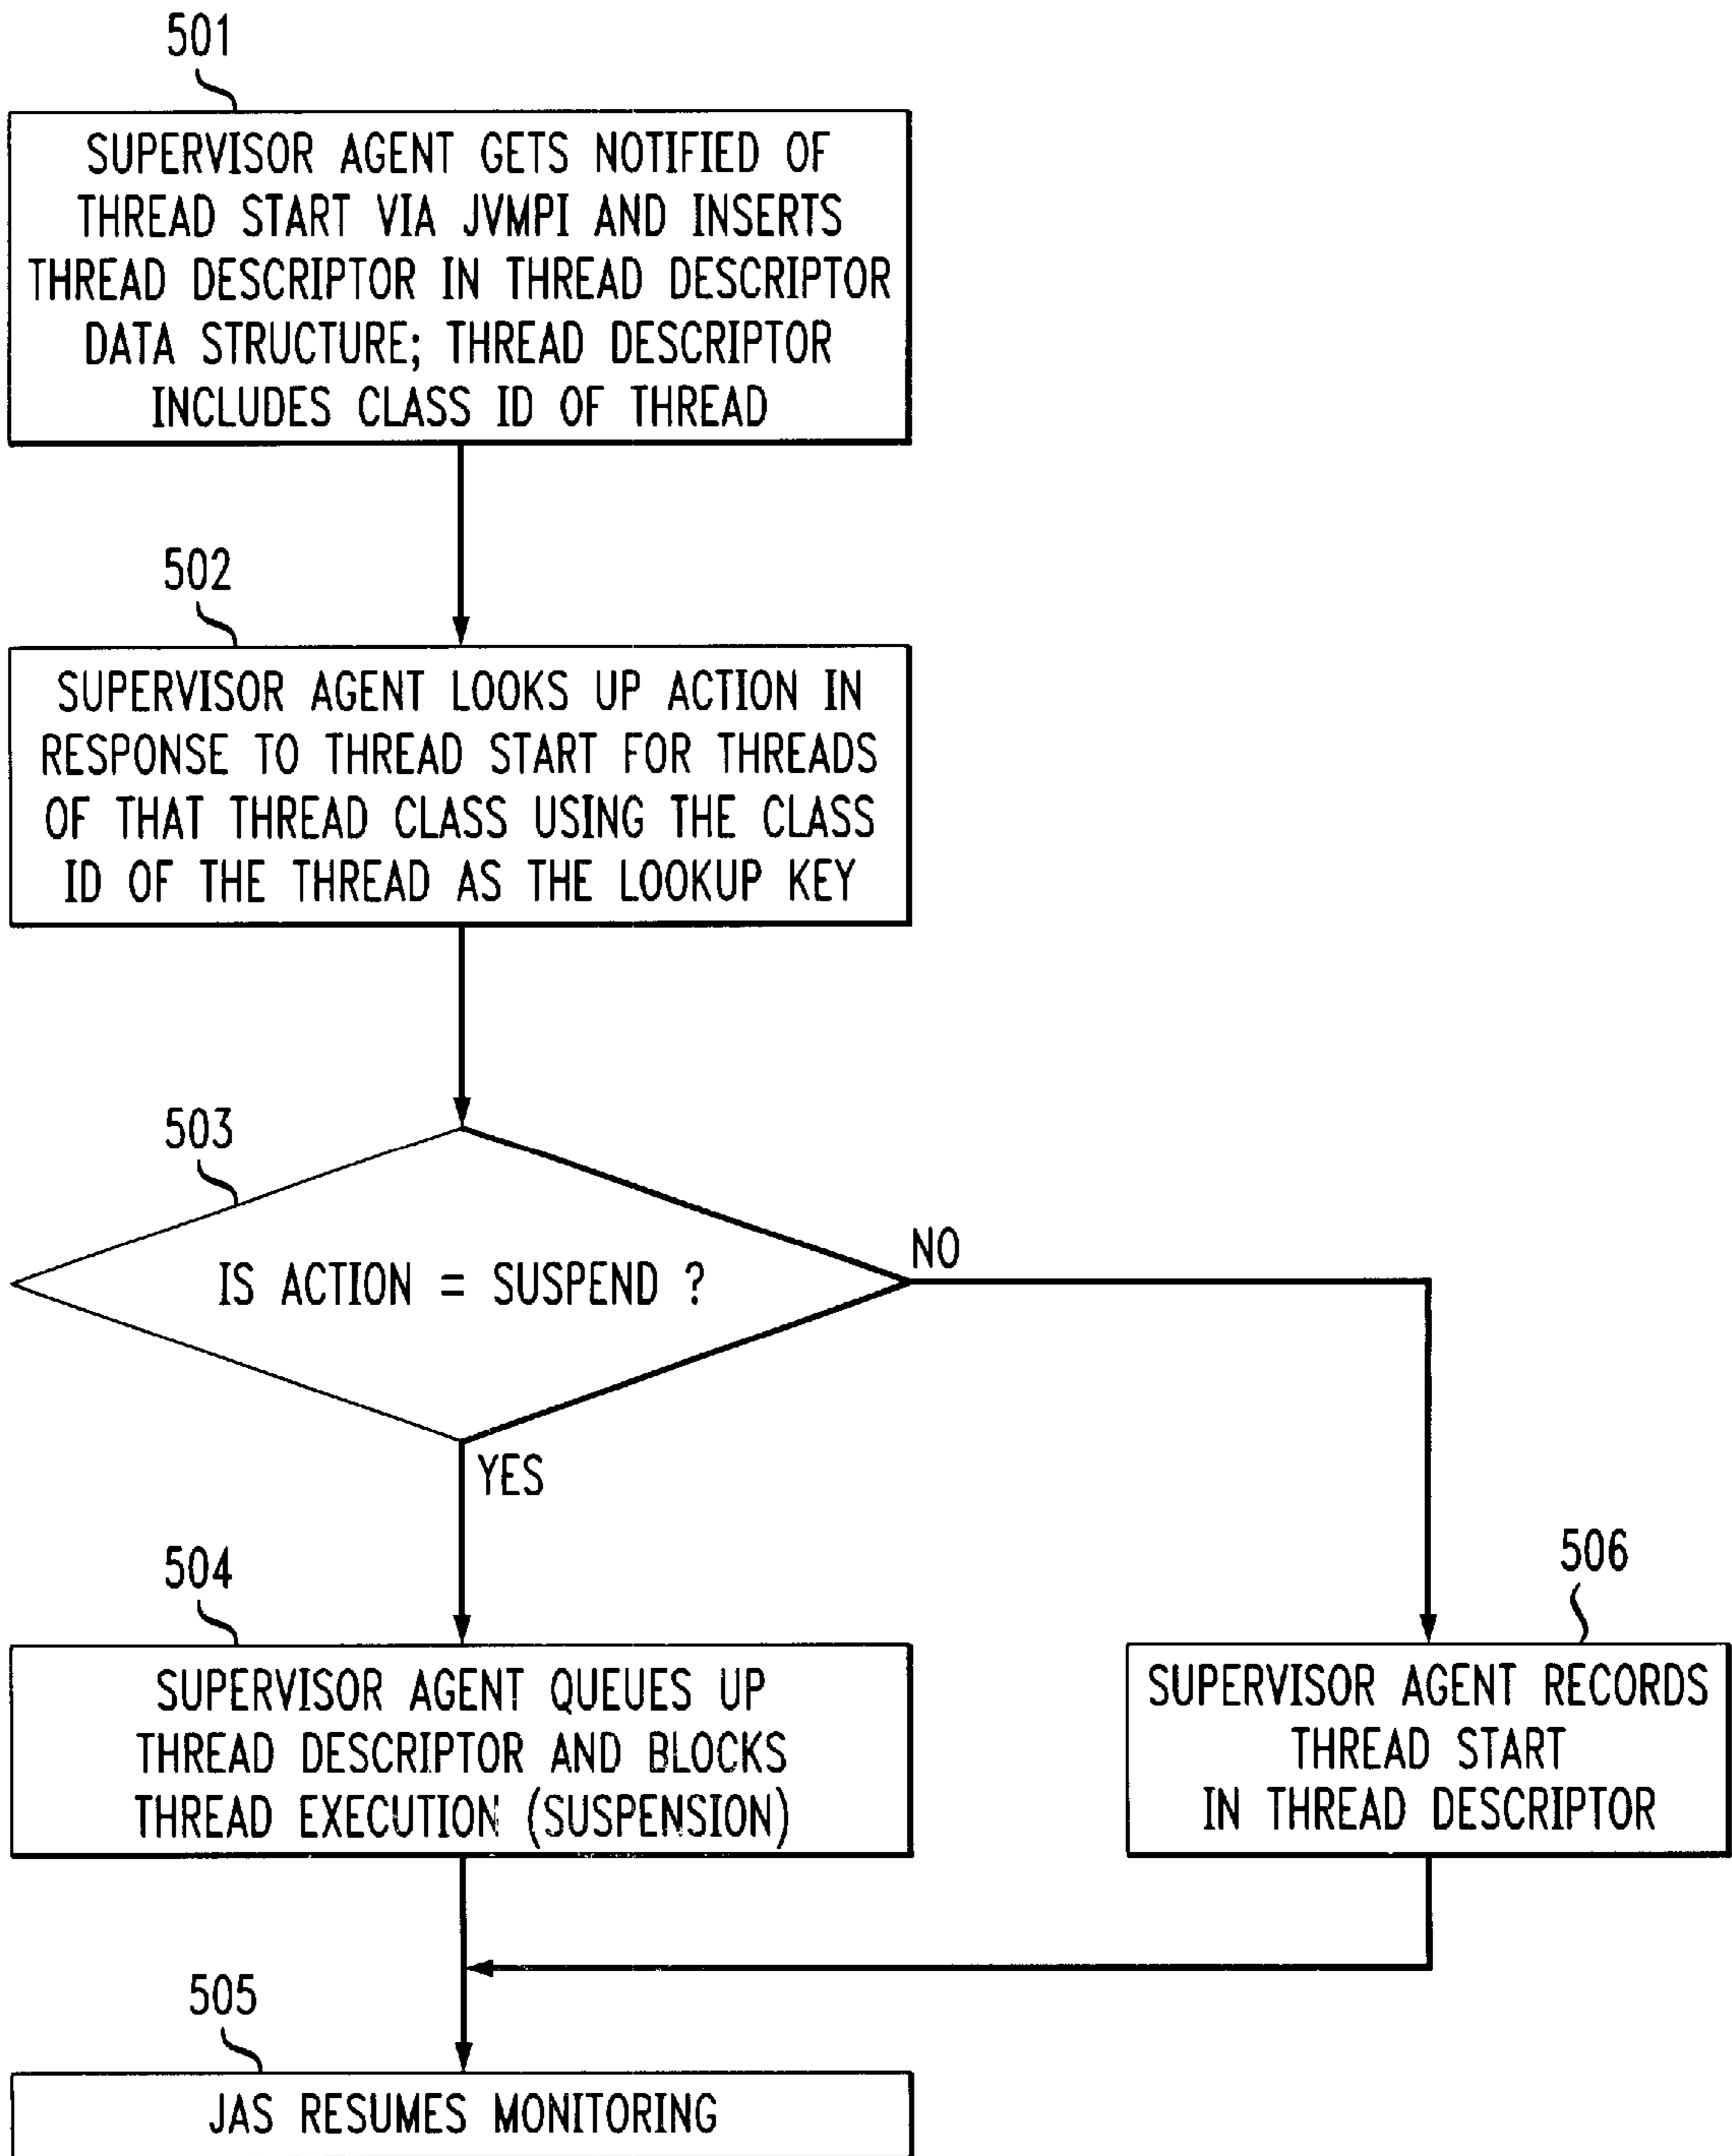 501
SUPERVISOR AGENT GETS NOTIFIED OF
THREAD START VIA JVMPI AND INSERTS
THREAD DESCRIPTOR IN THREAD DESCRIPTOR
DATA STRUCTURE; THREAD DESCRIPTOR
INCLUDES CLASS ID OF THREAD
502
SUPERVISOR AGENT LOOKS UP ACTION IN
RESPONSE TO THREAD START FOR THREADS
OF THAT THREAD CLASS USING THE CLASS
ID OF THE THREAD AS THE LOOKUP KEY
503
IS ACTION = SUSPEND ?
NO
YES
504
SUPERVISOR AGENT QUEUES UP
THREAD DESCRIPTOR AND BLOCKS
THREAD EXECUTION (SUSPENSION)
506
SUPERVISOR AGENT RECORDS
THREAD START
IN THREAD DESCRIPTOR
505
JAS RESUMES MONITORING